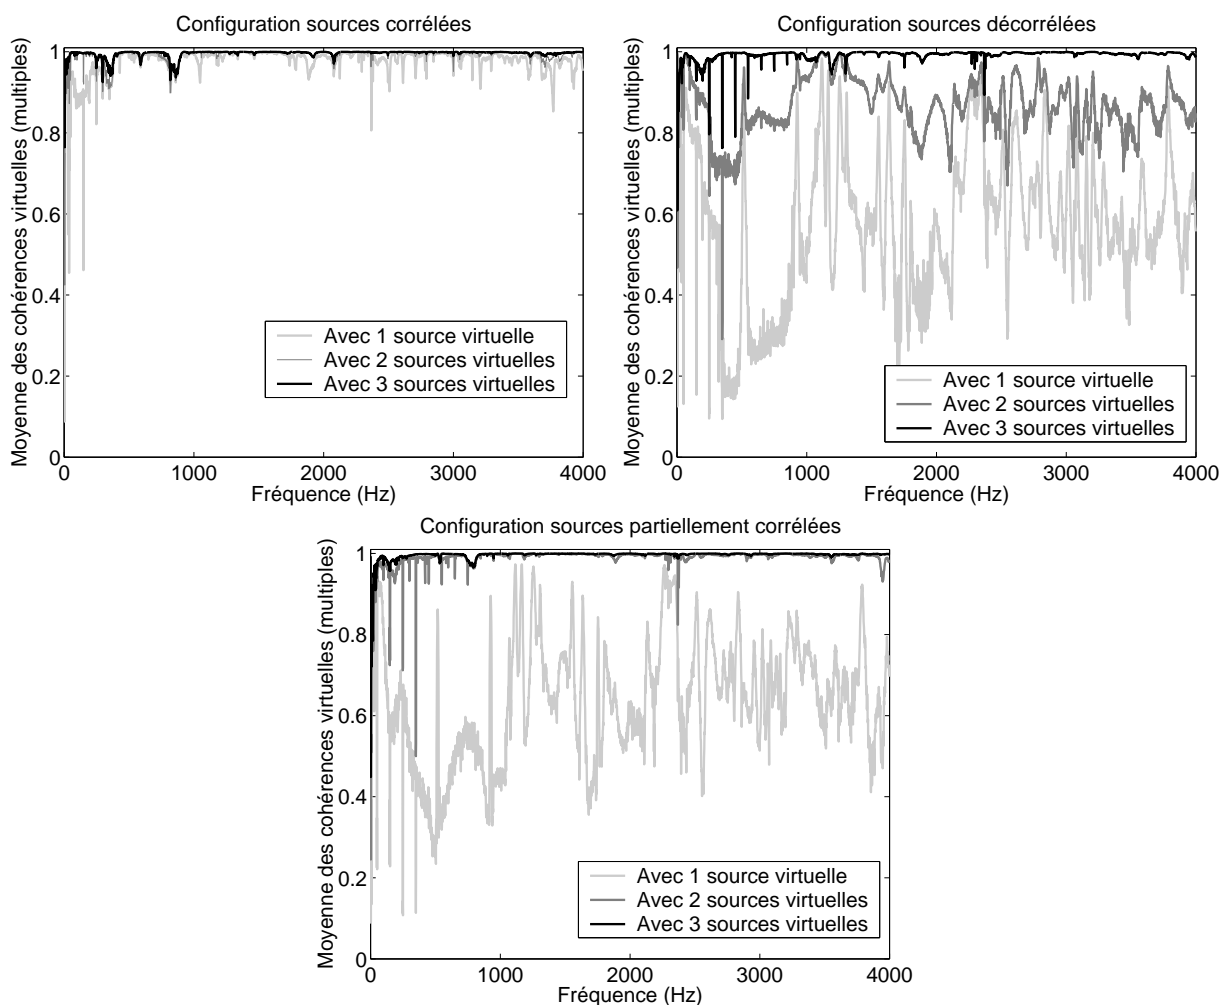 Configuration sources corrélées
Moyenne des cohérences virtuelles (multiples)
1
0.8
0.6
0.4
0.2
0
Avec 1 source virtuelle
Avec 2 sources virtuelles
Avec 3 sources virtuelles
0 1000 2000 3000 4000
Fréquence (Hz)
Configuration sources décorrélées
Moyenne des cohérences virtuelles (multiples)
1
0.8
0.6
0.4
0.2
0
Avec 1 source virtuelle
Avec 2 sources virtuelles
Avec 3 sources virtuelles
0 1000 2000 3000 4000
Fréquence (Hz)
Configuration sources partiellement corrélées
Moyenne des cohérences virtuelles (multiples)
1
0.8
0.6
0.4
0.2
0
Avec 1 source virtuelle
Avec 2 sources virtuelles
Avec 3 sources virtuelles
0 1000 2000 3000 4000
Fréquence (Hz)